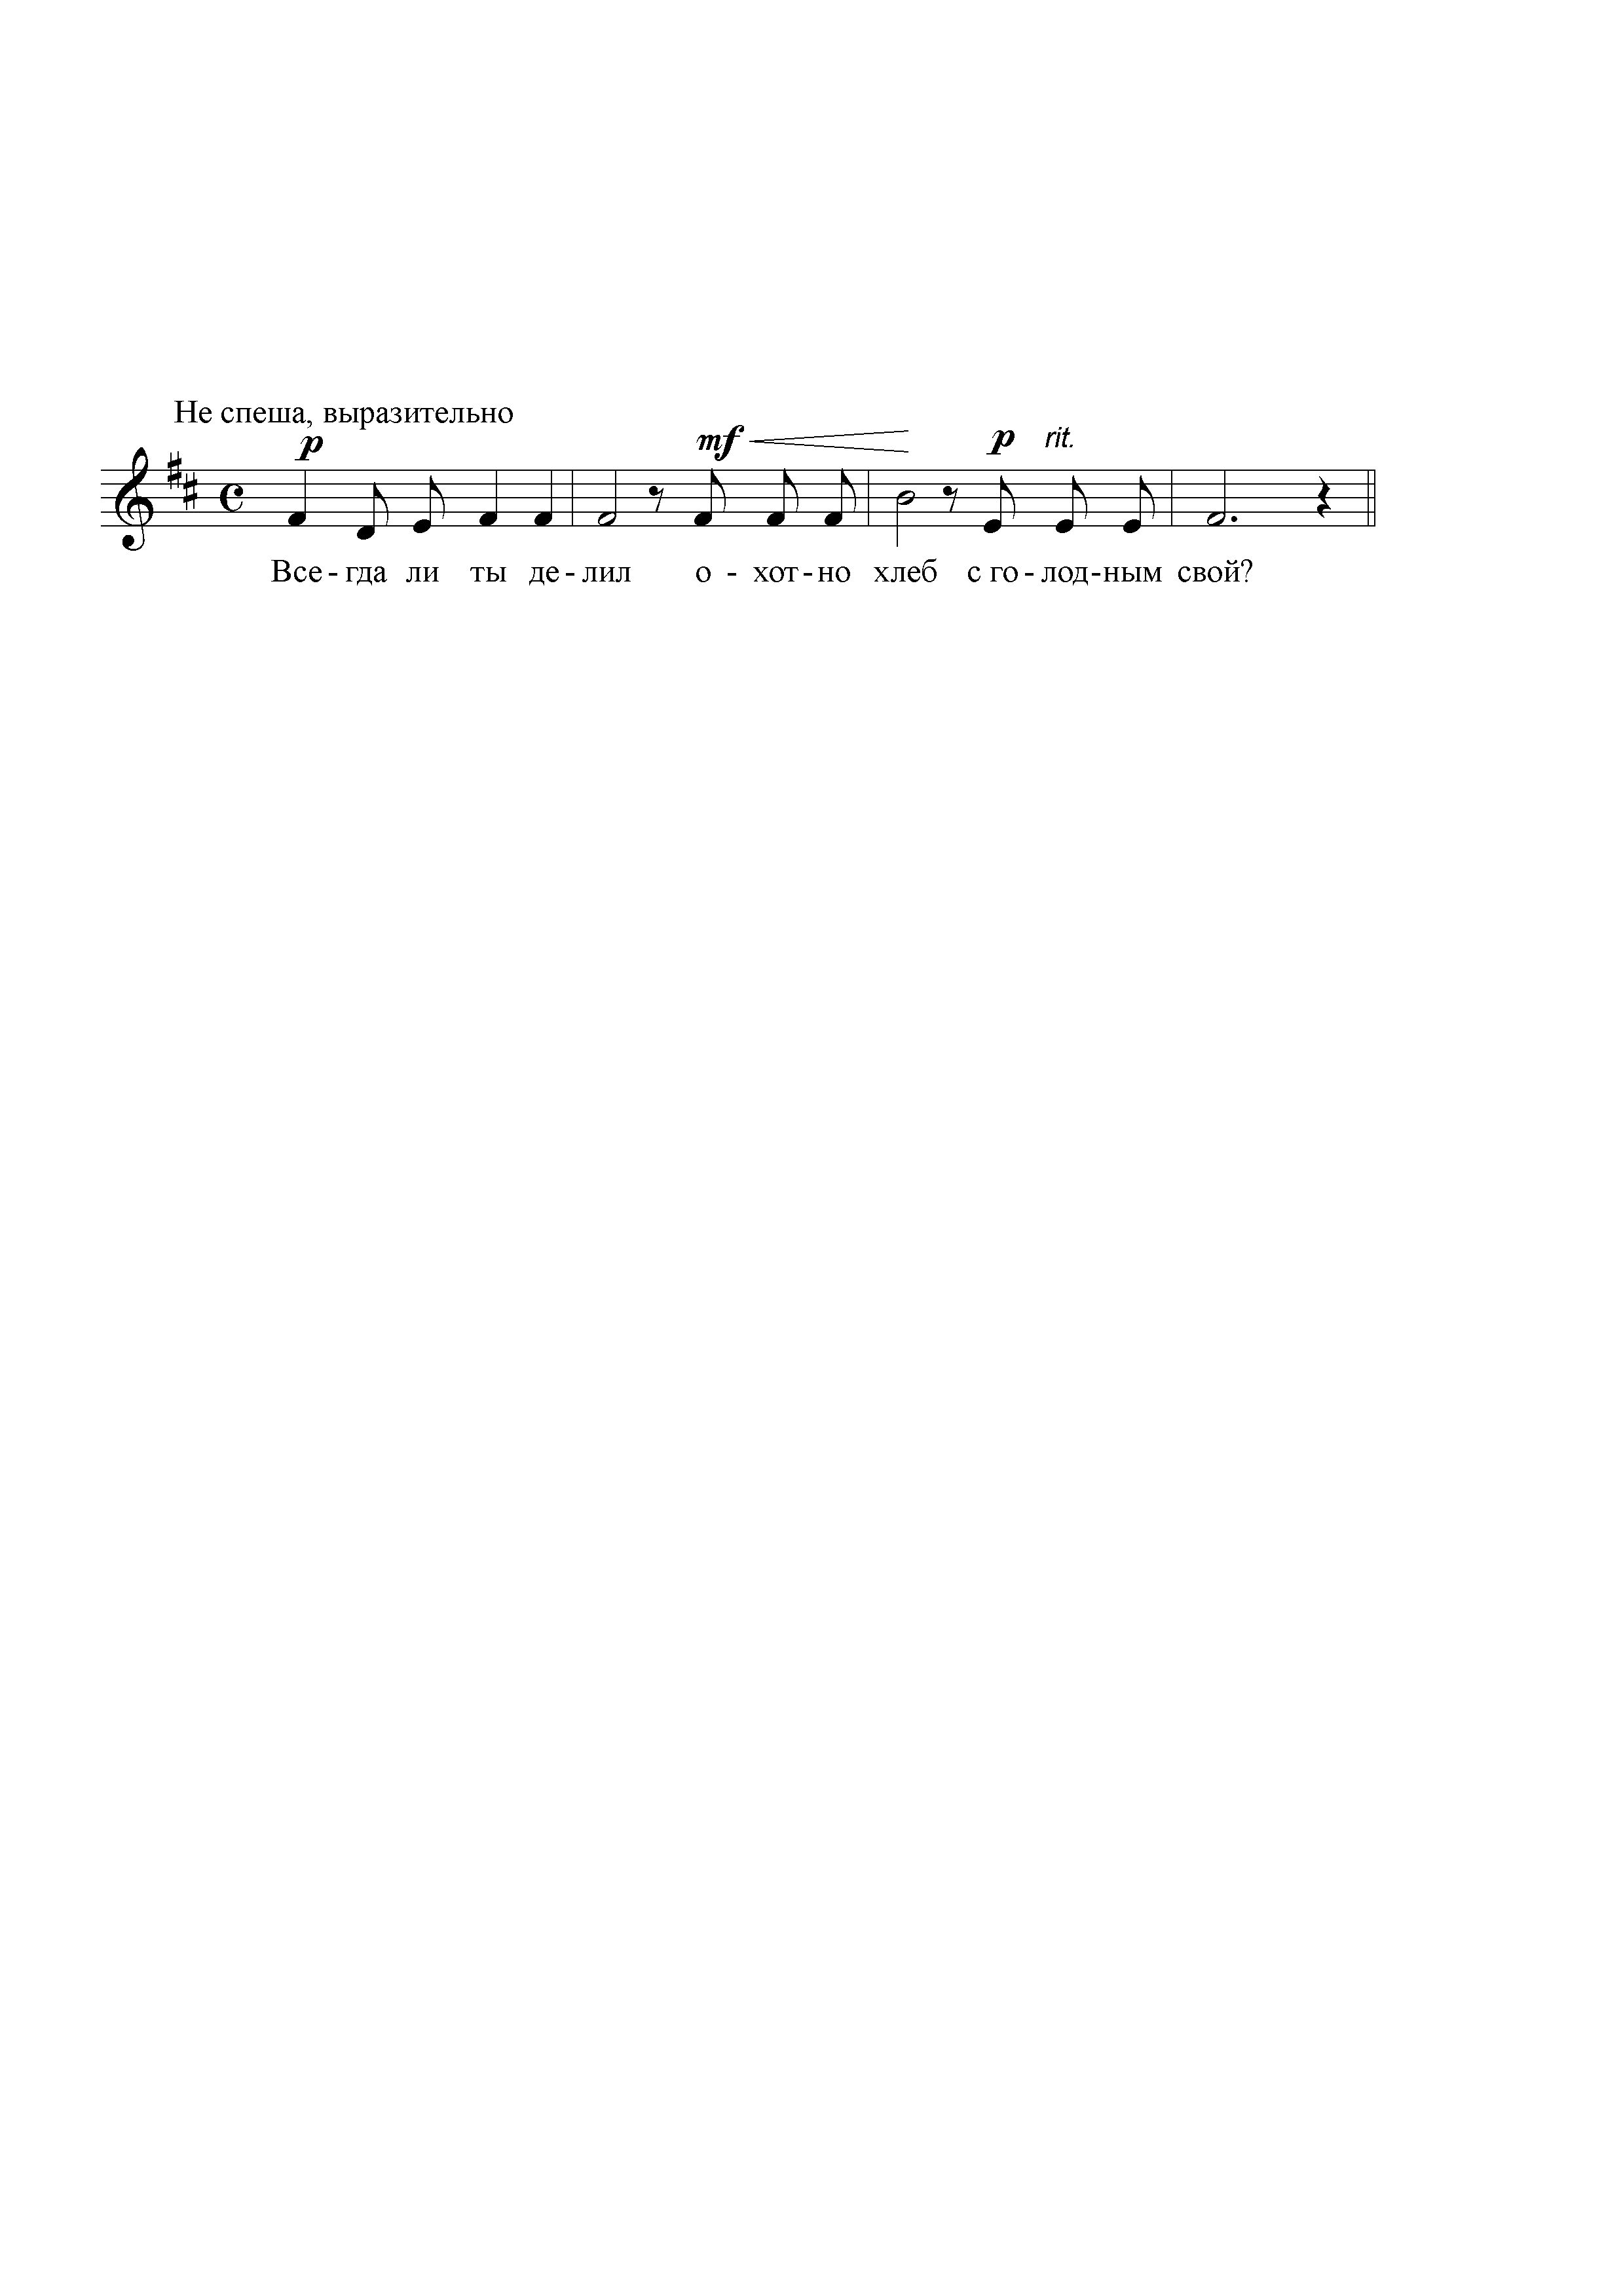 Не спеша, выразительно
p mf p rit.
Все - гда ли ты де - лил о - хот - но хлеб с го - лод - ным свой?